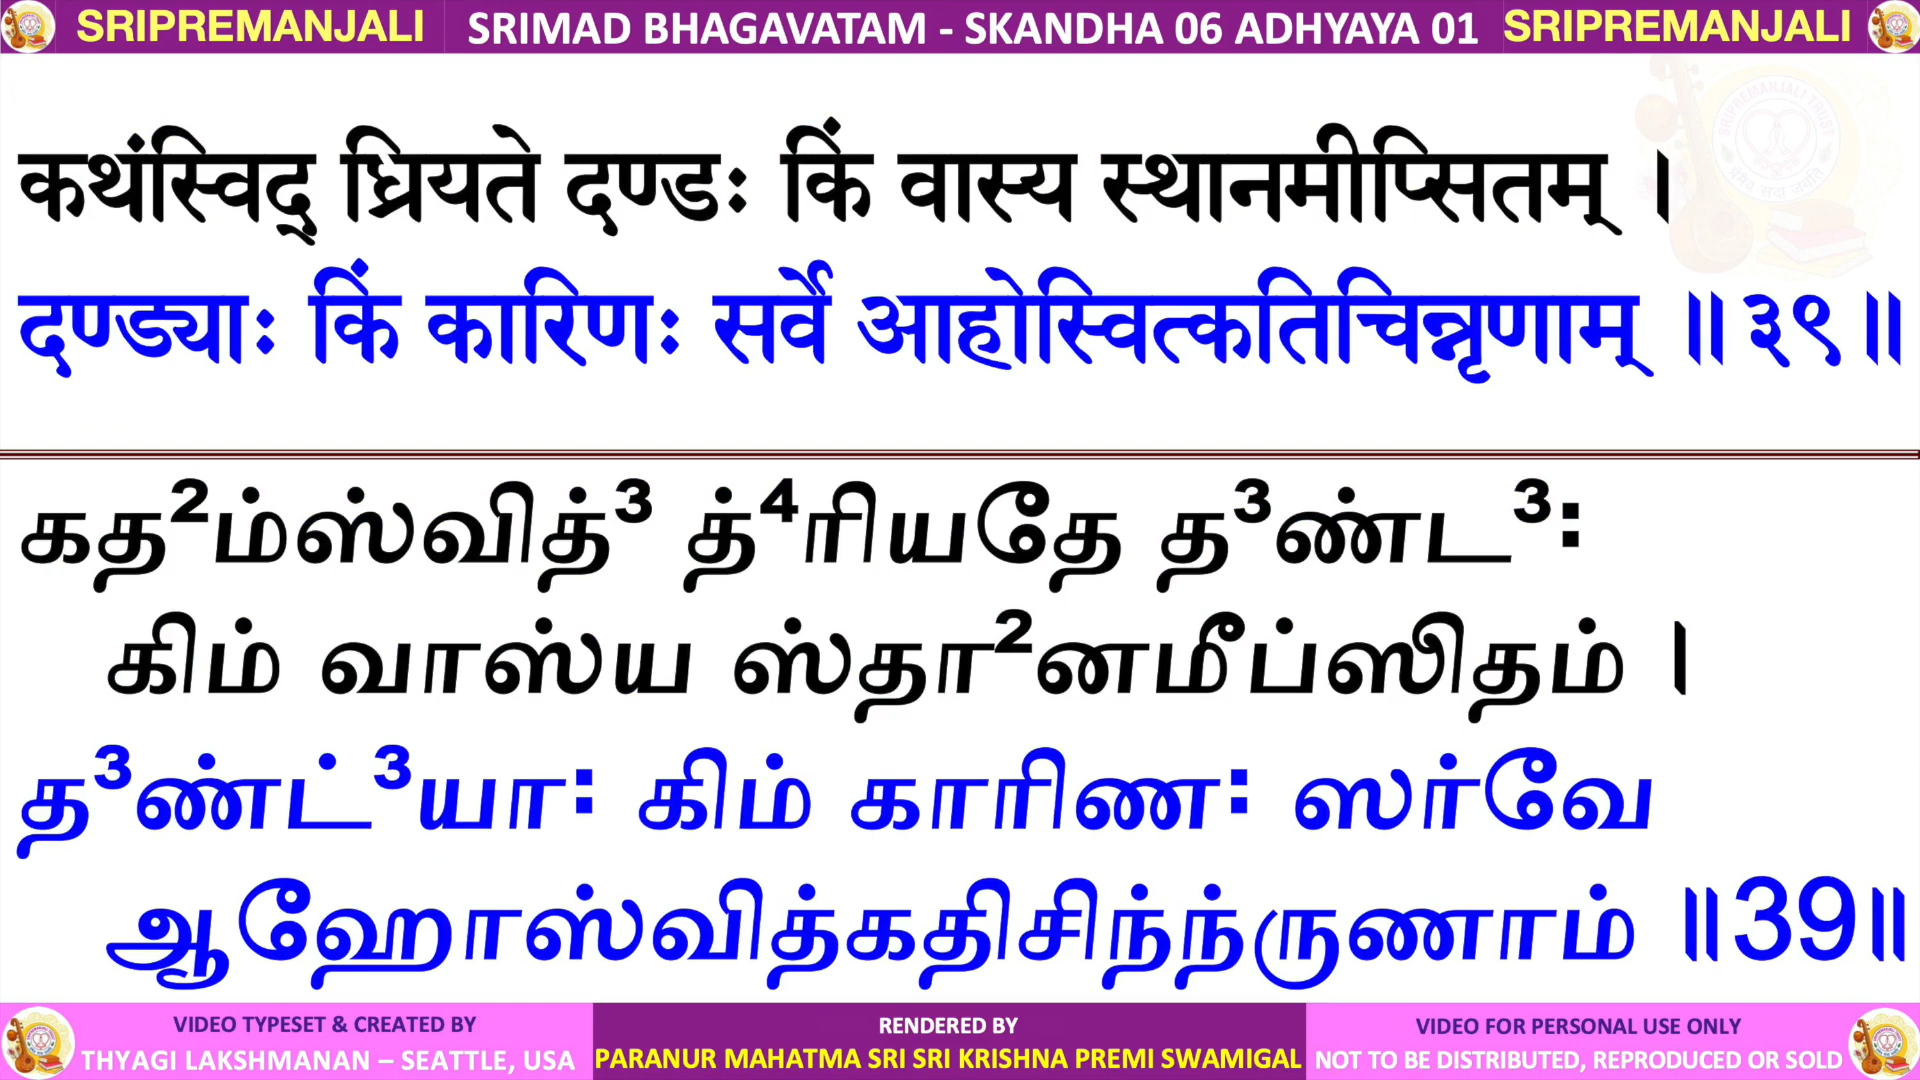 SRIPREMANJALI SRIMAD BHAGAVATAM - SKANDHA 06 ADHYAYA 01 SRIPREMANJALI
कथंस्विद् ध्रियते दण्डः किं वास्य स्थानमीप्सितम् ।
दण्ड्याः किं कारिणः सर्वे आहोस्वित्कतिचिन्नृणाम् ॥३९॥
கத²ம்ஸ்வித்³ த்⁴ரியதே த³ண்ட³꞉
கிம் வாஸ்ய ஸ்தா²னமீப்ஸிதம் ।
த³ண்ட்³யா꞉ கிம் காரிண꞉ ஸர்வே
ஆஹோஸ்வித்கதிசிந்ந்ருணாம் ॥39॥
VIDEO TYPESET & CREATED BY
THYAGI LAKSHMANAN – SEATTLE, USA
RENDERED BY
PARANUR MAHATMA SRI SRI KRISHNA PREMI SWAMIGAL
VIDEO FOR PERSONAL USE ONLY
NOT TO BE DISTRIBUTED, REPRODUCED OR SOLD